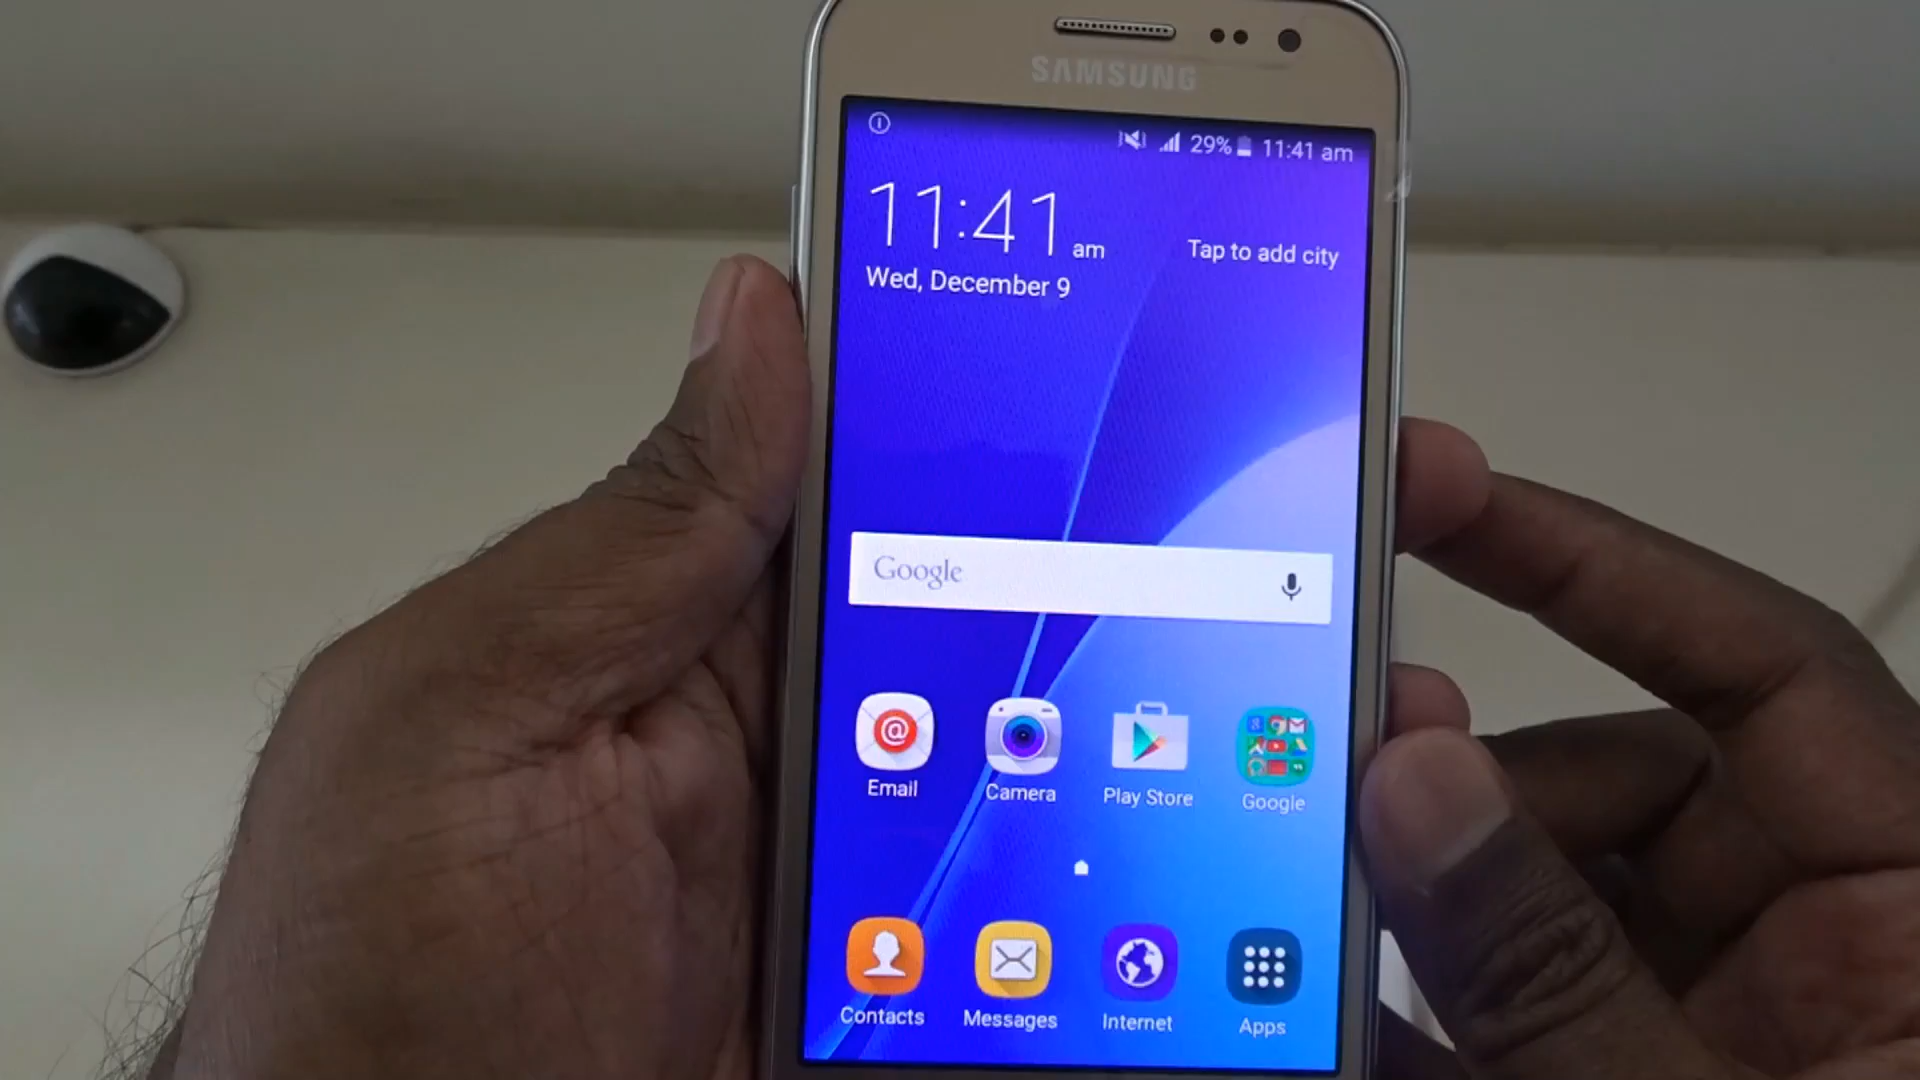 SAMSUNG
29% 11:41 am
11:41 am
Wed, December 9
Tap to add city
Google
@
Email
Camera
Play Store
Google
Contacts
Messages
Internet
Apps